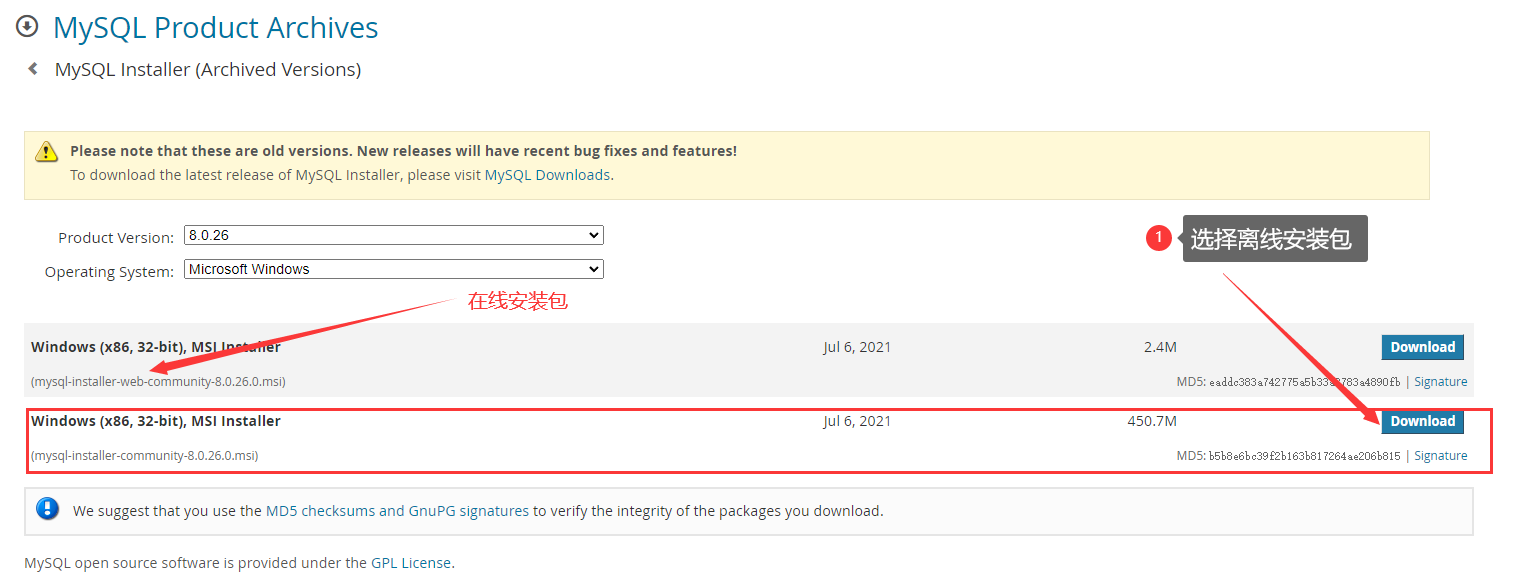 MySQL Product Archives
MySQL Installer (Archived Versions)
Please note that these are old versions. New releases will have recent bug fixes and features!
To download the latest release of MySQL Installer, please visit MySQL Downloads.
Product Version: 8.0.26
1 选择离线安装包
Operating System: Microsoft Windows
在线安装包
Windows (x86, 32-bit), MSI Installer Jul 6, 2021 2.4M Download
(mysql-installer-web-community-8.0.26.0.msi) MD5: | Signature
Windows (x86, 32-bit), MSI Installer Jul 6, 2021 450.7M Download
(mysql-installer-community-8.0.26.0.msi) MD5: b5b8e6bc39f2b163b817264ae206b815 | Signature
We suggest that you use the MD5 checksums and GnuPG signatures to verify the integrity of the packages you download.
MySQL open source software is provided under the GPL License.